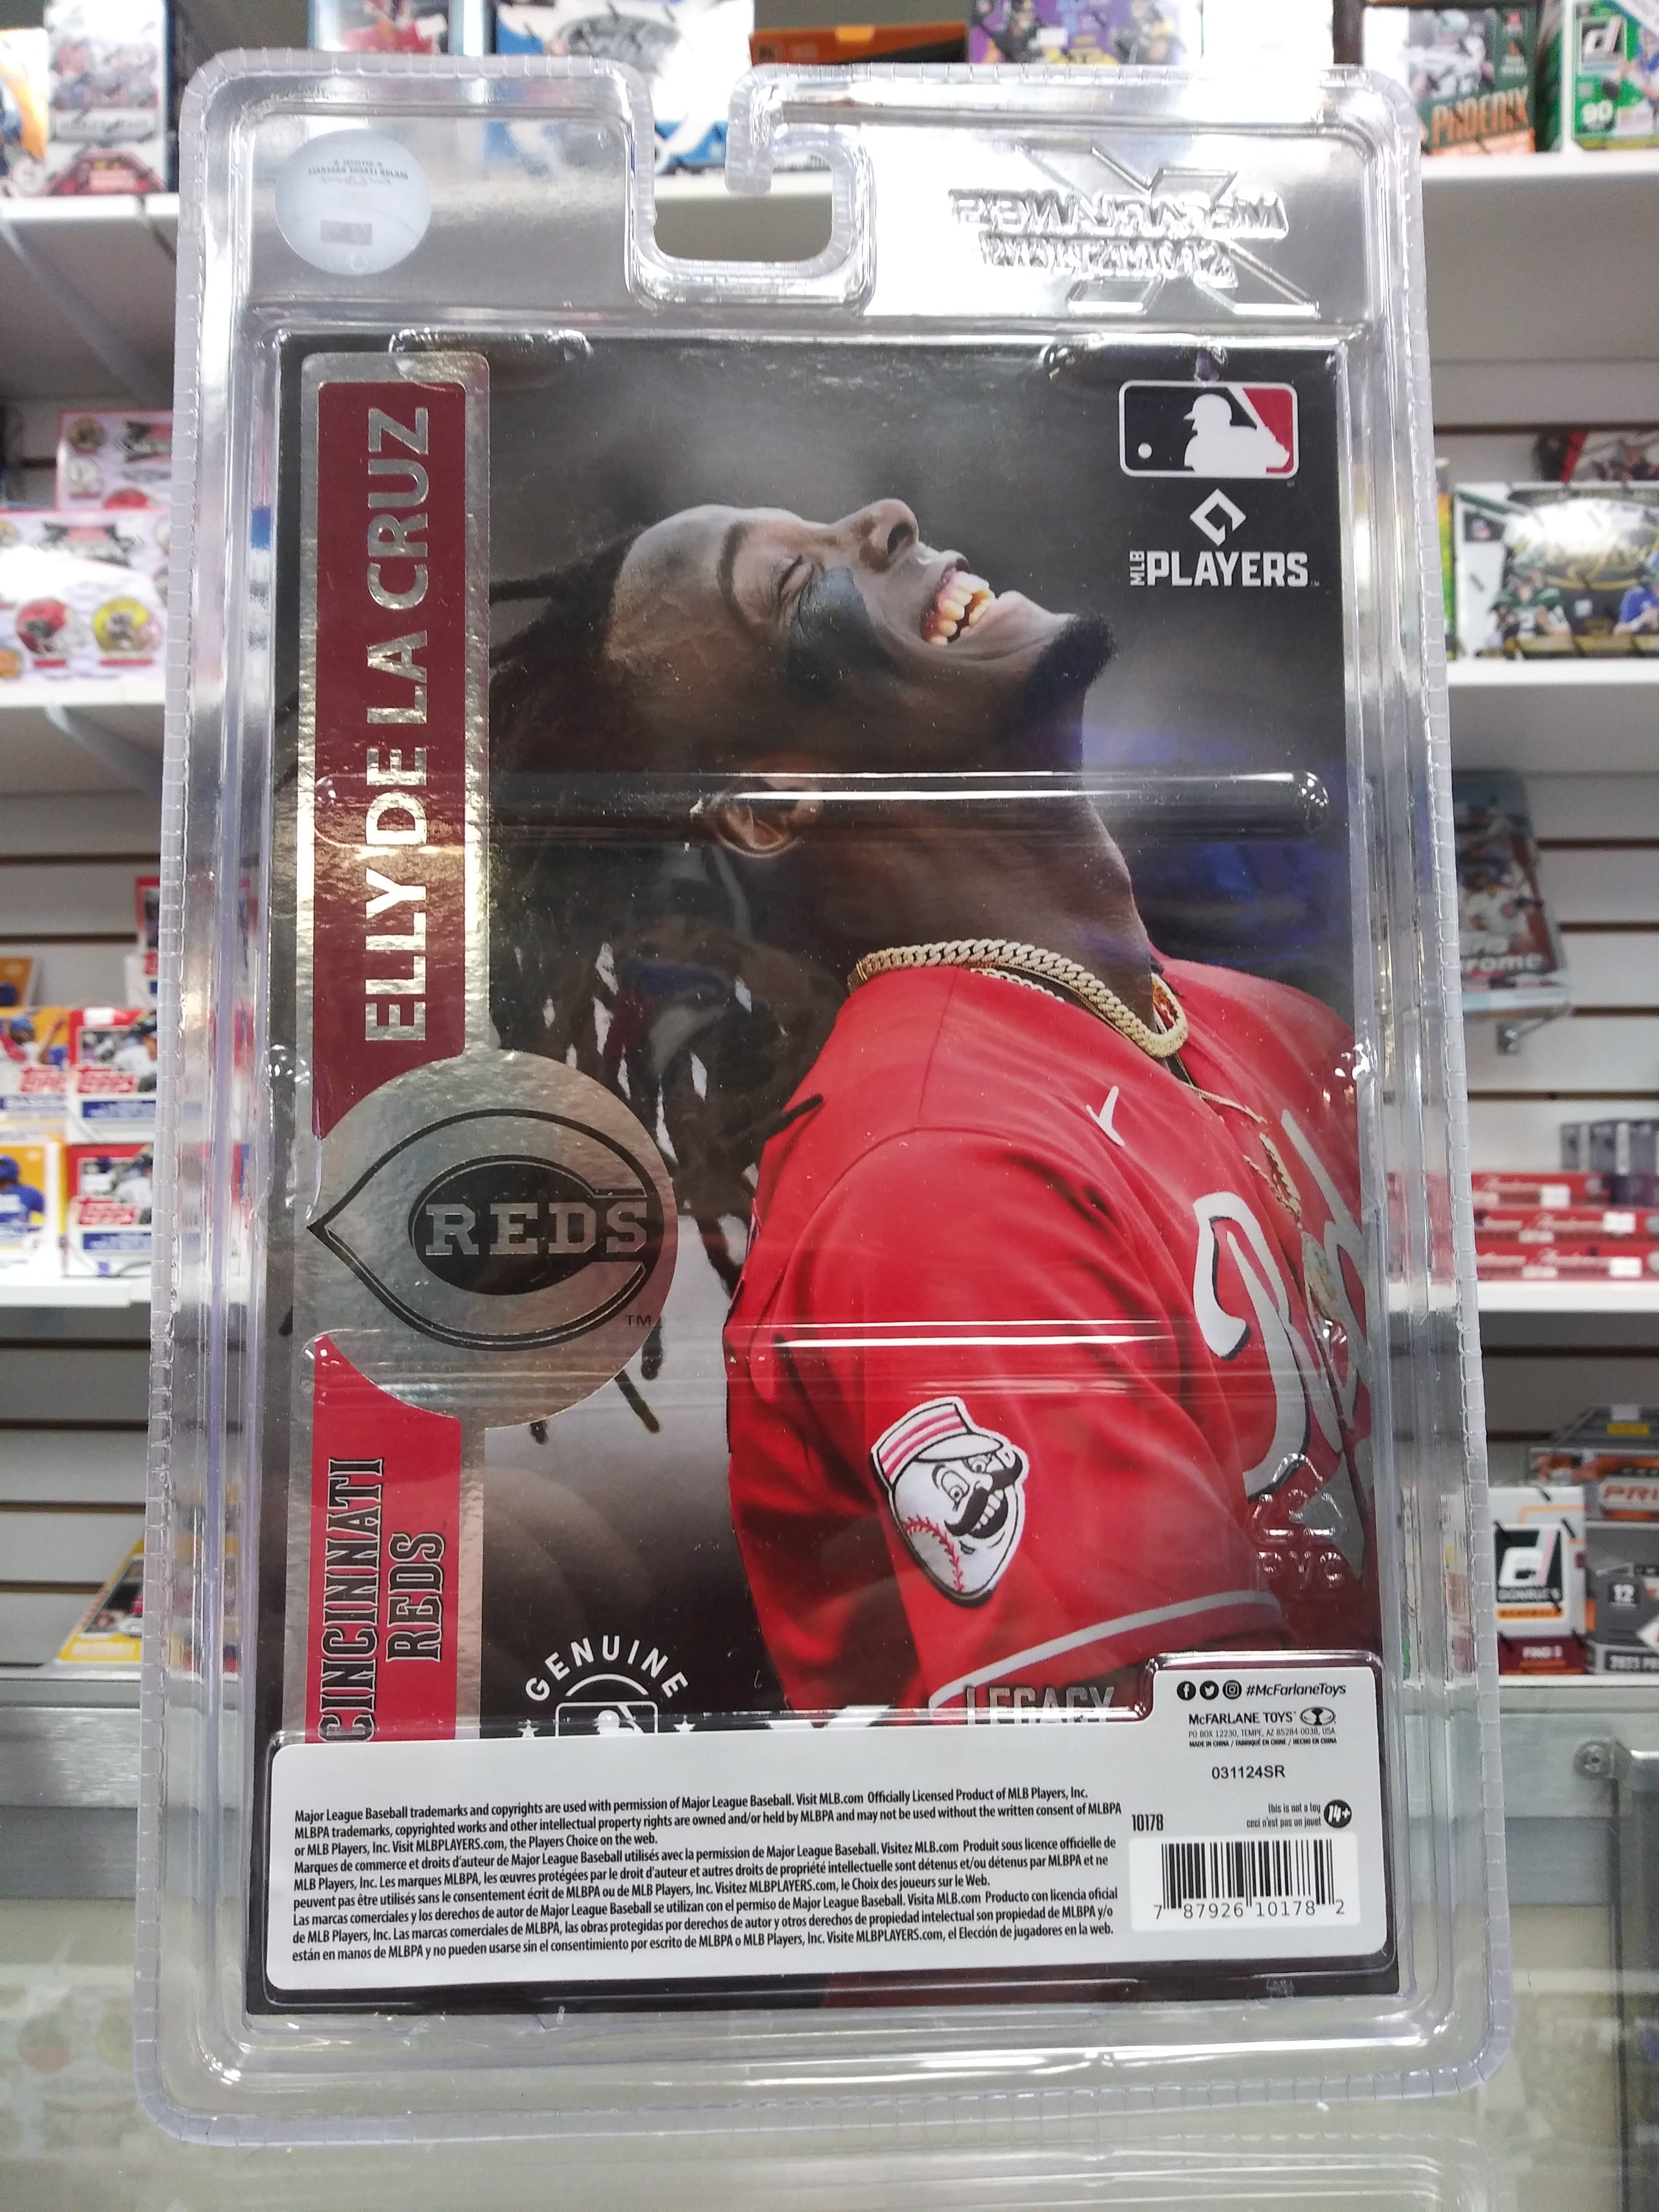 PHOENIX
90
MLB
PLAYERS
ELLY DE LA CRUZ
REDS
TM
CINCINNATI
REDS
Reds
GENUINE
LEGACY
#McFarlaneToys
McFARLANE TOYS
PO BOX 12230, TEMPE, AZ 85284-0038, USA
MADE IN CHINA / FABRIQUÉ EN CHINE / HECHO EN CHINA
031124SR
this is not a toy
ceci n'est pas un jouet
14+
10178
7 87926 10178 2
Major League Baseball trademarks and copyrights are used with permission of Major League Baseball. Visit MLB.com Officially Licensed Product of MLB Players, Inc.
MLBPA trademarks, copyrighted works and other intellectual property rights are owned and/or held by MLBPA and may not be used without the written consent of MLBPA
or MLB Players, Inc. Visit MLBPLAYERS.com, the Players Choice on the web.
Marques de commerce et droits d'auteur de Major League Baseball utilisés avec la permission de Major League Baseball. Visitez MLB.com Produit sous licence officielle de
MLB Players, Inc. Les marques MLBPA, les œuvres protégées par le droit d'auteur et autres droits de propriété intellectuelle sont détenus et/ou détenus par MLBPA et ne
peuvent pas être utilisés sans le consentement écrit de MLBPA ou de MLB Players, Inc. Visitez MLBPLAYERS.com, le Choix des joueurs sur le Web.
Las marcas comerciales y los derechos de autor de Major League Baseball se utilizan con el permiso de Major League Baseball. Visita MLB.com Producto con licencia oficial
de MLB Players, Inc. Las marcas comerciales de MLBPA, las obras protegidas por derechos de autor y otros derechos de propiedad intelectual son propiedad de MLBPA y/o
están en manos de MLBPA y no pueden usarse sin el consentimiento por escrito de MLBPA o MLB Players, Inc. Visite MLBPLAYERS.com, el Elección de jugadores en la web.
TOPPS
TOPPS
12